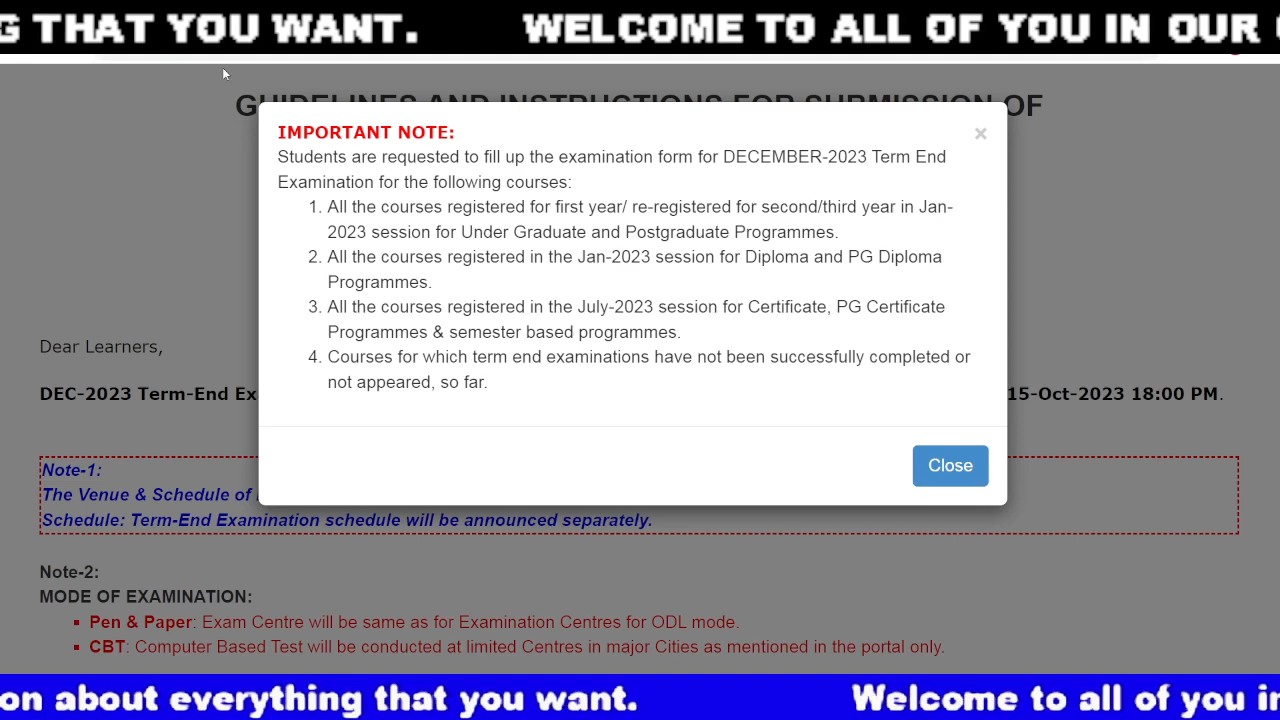 G THAT YOU WANT. WELCOME TO ALL OF YOU IN OUR
GUIDELINES AND INSTRUCTIONS FOR SUBMISSION OF
IMPORTANT NOTE:
×
Students are requested to fill up the examination form for DECEMBER-2023 Term End
Examination for the following courses:
1. All the courses registered for first year/ re-registered for second/third year in Jan-
2023 session for Under Graduate and Postgraduate Programmes.
2. All the courses registered in the Jan-2023 session for Diploma and PG Diploma
Programmes.
3. All the courses registered in the July-2023 session for Certificate, PG Certificate
Programmes & semester based programmes.
4. Courses for which term end examinations have not been successfully completed or
not appeared, so far.
Close
Dear Learners,
DEC-2023 Term-End Ex 15-Oct-2023 18:00 PM.
Note-1:
The Venue & Schedule of
Schedule: Term-End Examination schedule will be announced separately.
Note-2:
MODE OF EXAMINATION:
Pen & Paper: Exam Centre will be same as for Examination Centres for ODL mode.
CBT: Computer Based Test will be conducted at limited Centres in major Cities as mentioned in the portal only.
on about everything that you want. Welcome to all of you in